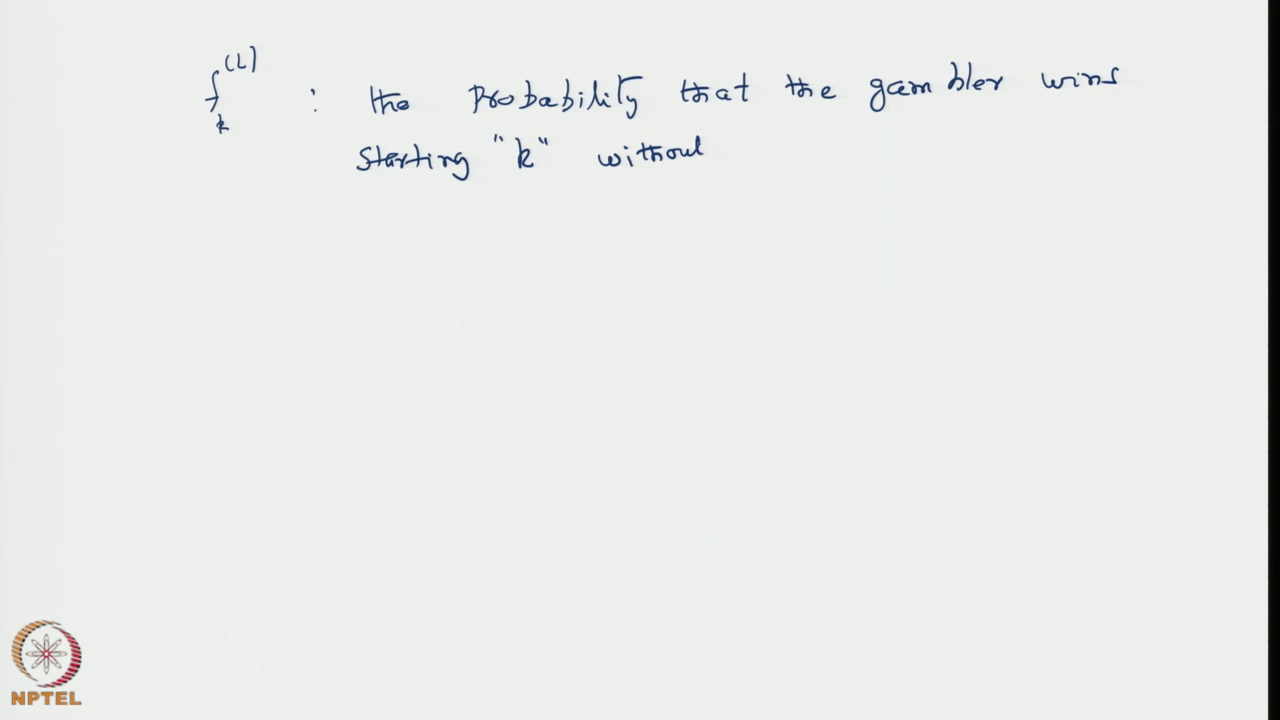 f_k^(L) : the Probability that the gambler wins
starting "k" without
NPTEL